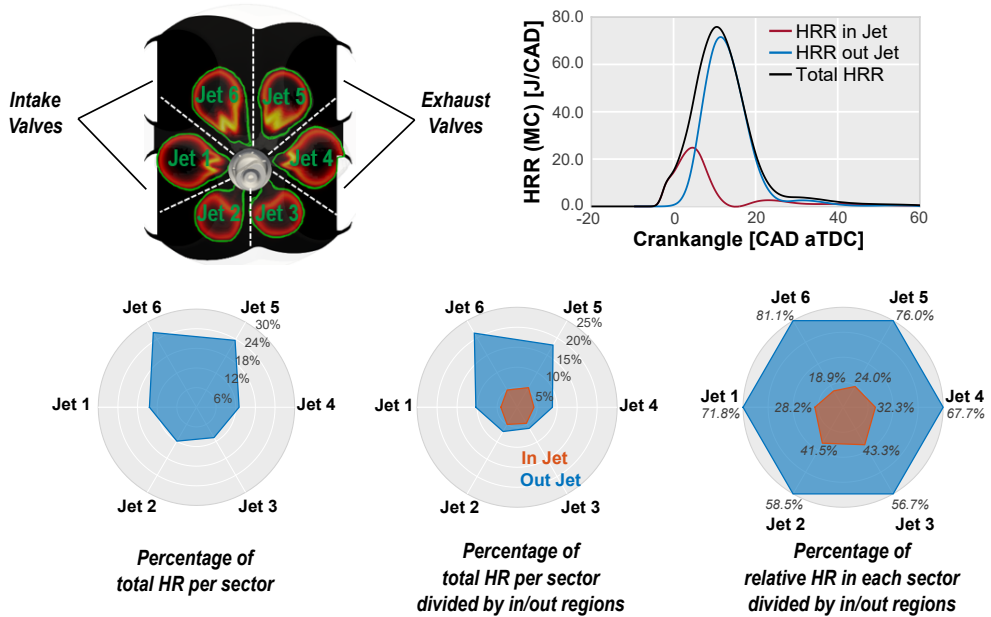 Intake
Valves
Jet 6
Jet 5
Jet 1
Jet 4
Jet 2
Jet 3
Exhaust
Valves
HRR (MC) [J/CAD]
80.0
60.0
40.0
20.0
0.0
-20
0
20
40
60
Crankangle [CAD aTDC]
HRR in Jet
HRR out Jet
Total HRR
Jet 6
Jet 5
30%
24%
18%
12%
6%
Jet 1
Jet 4
Jet 2
Jet 3
Percentage of
total HR per sector
Jet 6
Jet 5
25%
20%
15%
10%
5%
Jet 1
Jet 4
In Jet
Out Jet
Jet 2
Jet 3
Percentage of
total HR per sector
divided by in/out regions
Jet 6
81.1%
Jet 5
76.0%
18.9%
24.0%
Jet 1
71.8%
28.2%
32.3%
Jet 4
67.7%
41.5%
43.3%
58.5%
Jet 2
56.7%
Jet 3
Percentage of
relative HR in each sector
divided by in/out regions